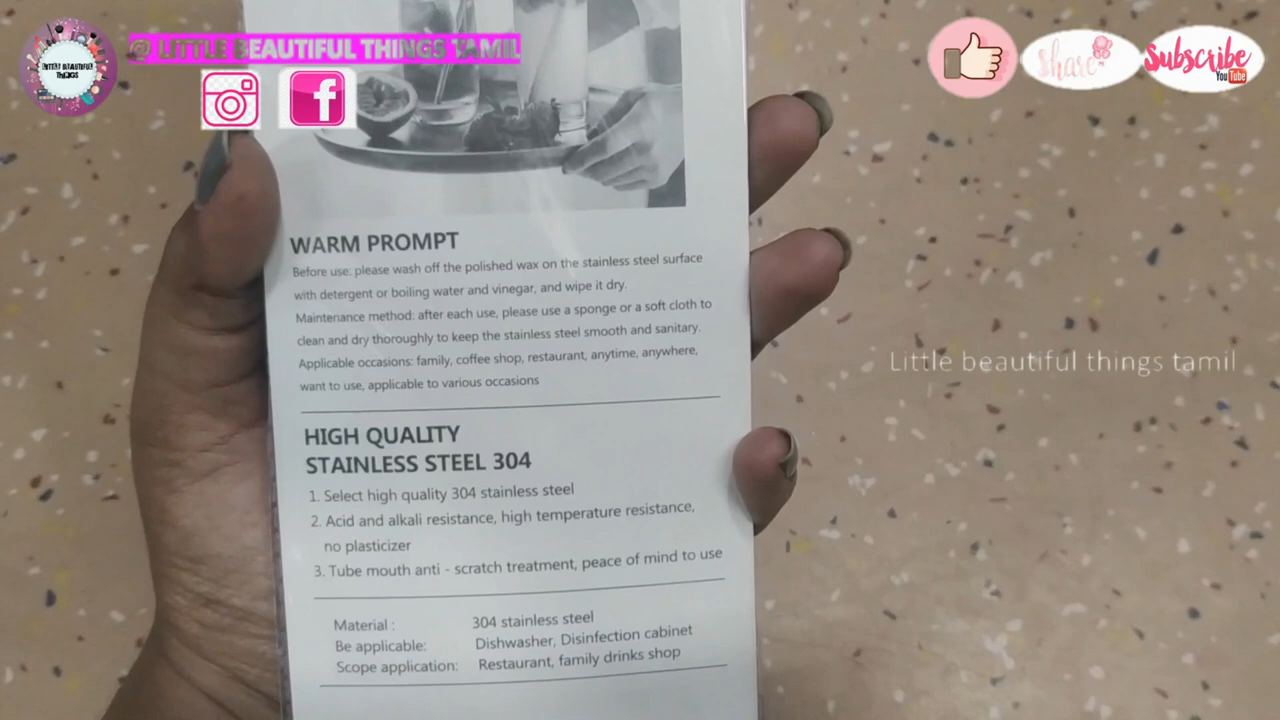 LITTLE BEAUTIFUL
THINGS
@ LITTLE BEAUTIFUL THINGS TAMIL
Share
Subscribe
YouTube
WARM PROMPT
Before use: please wash off the polished wax on the stainless steel surface
with detergent or boiling water and vinegar, and wipe it dry.
Maintenance method: after each use, please use a sponge or a soft cloth to
clean and dry thoroughly to keep the stainless steel smooth and sanitary.
Applicable occasions: family, coffee shop, restaurant, anytime, anywhere,
want to use, applicable to various occasions
Little beautiful things tamil
HIGH QUALITY
STAINLESS STEEL 304
1. Select high quality 304 stainless steel
2. Acid and alkali resistance, high temperature resistance,
no plasticizer
3. Tube mouth anti - scratch treatment, peace of mind to use
Material : 304 stainless steel
Be applicable: Dishwasher, Disinfection cabinet
Scope application: Restaurant, family drinks shop